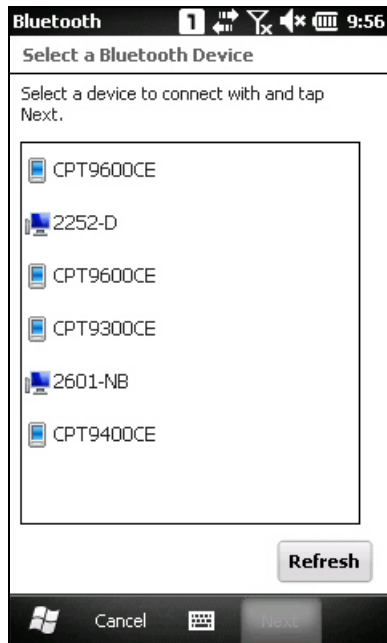 Bluetooth 1 9:56
Select a Bluetooth Device
Select a device to connect with and tap
Next.
CPT9600CE
2252-D
CPT9600CE
CPT9300CE
2601-NB
CPT9400CE
Refresh
Cancel Next